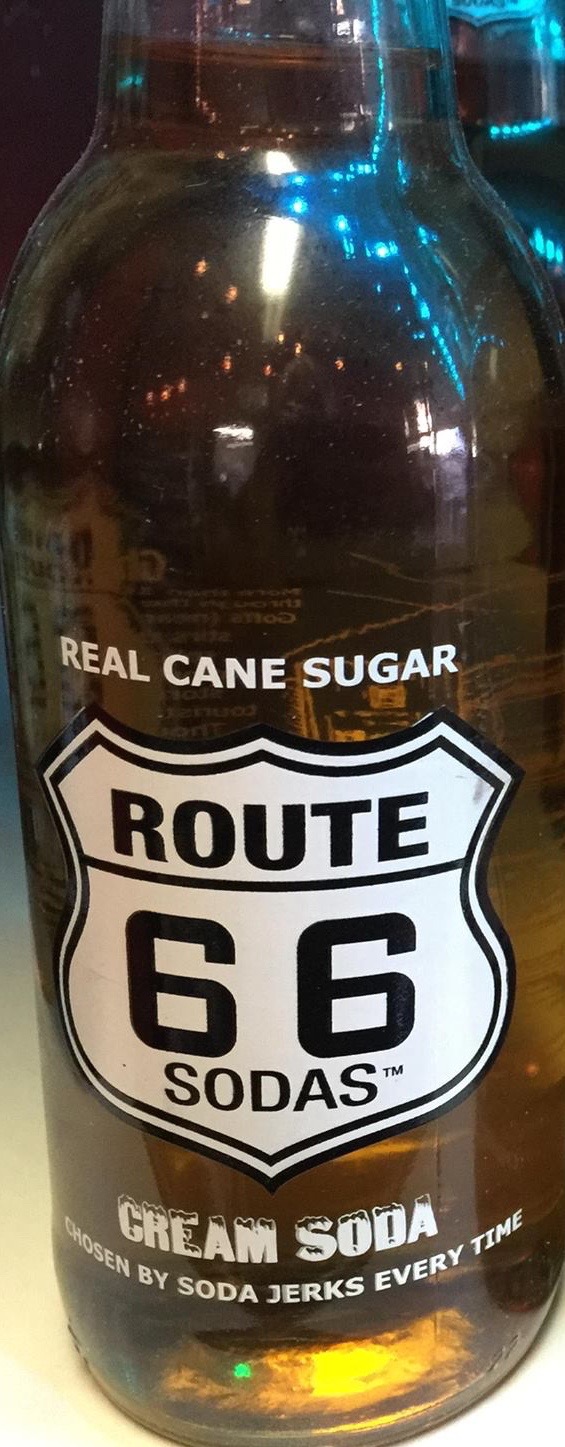 REAL CANE SUGAR
ROUTE
66
SODAS™
CREAM SODA
CHOSEN BY SODA JERKS EVERY TIME